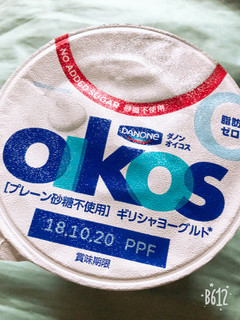 NO ADDED SUGAR 砂糖不使用
脂肪
ゼロ
DANONE
ダノン
オイコス
oikos
[プレーン砂糖不使用] ギリシャヨーグルト*
18.10.20 PPF
賞味期限
B612